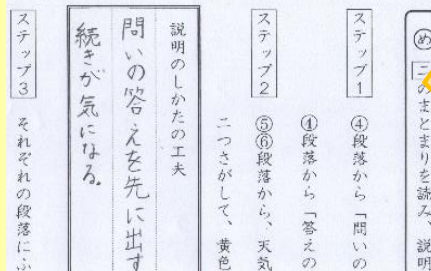 め
二のまとまりを読み、説明
ステップ1
④段落から「問いの
④段落から「答えの
ステップ2
⑤⑥段落から、天気
二つさがして、黄色
説明のしかたの工夫
問いの答えを先に出す
続きが気になる。
ステップ3
それぞれの段落にふ